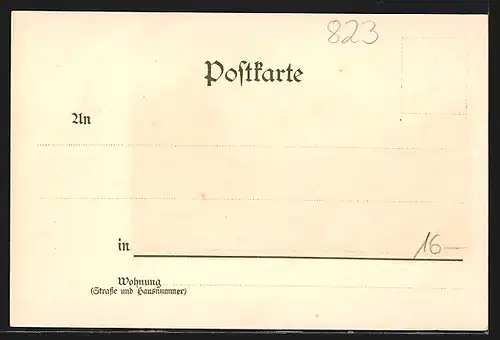 823
Poſtkarte
An
in
16—
Wohnung
(Straße und Hausnummer)